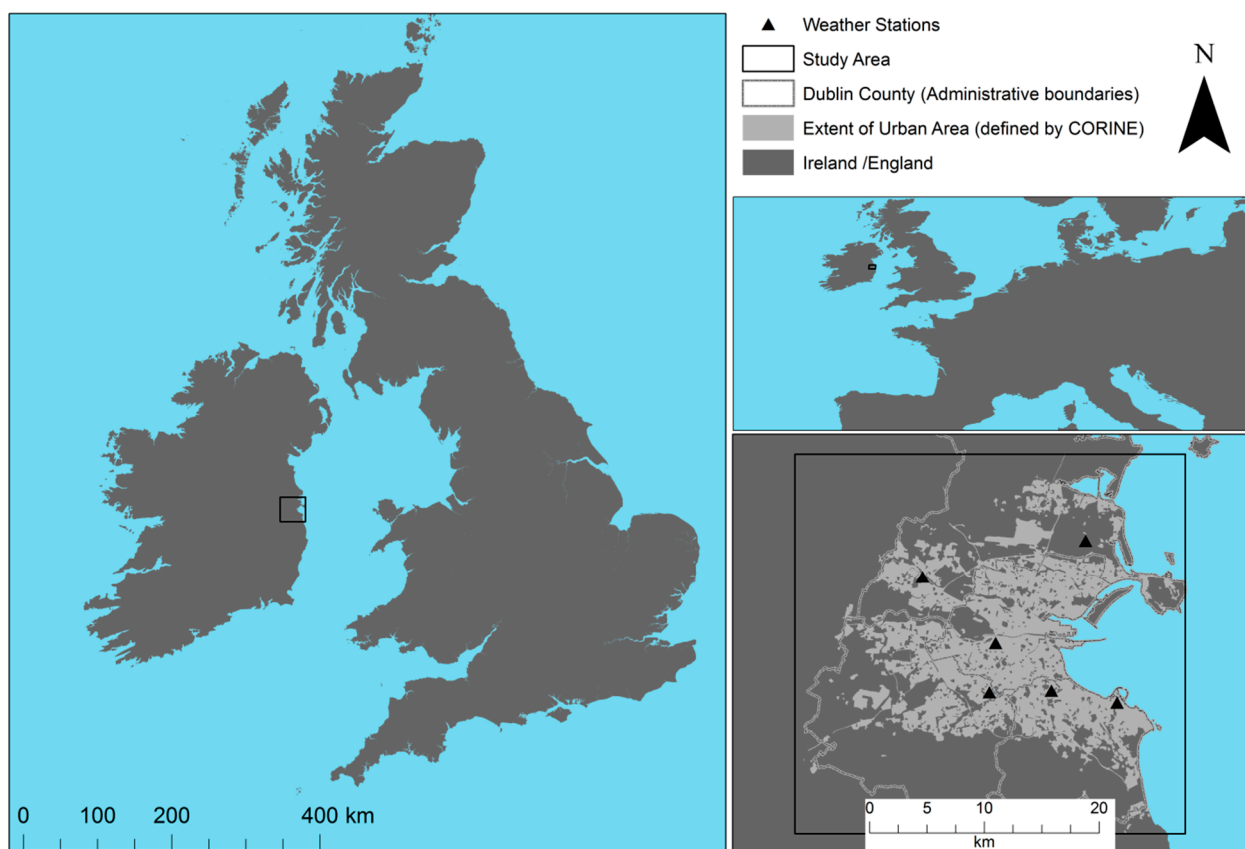 Weather Stations
Study Area
Dublin County (Administrative boundaries)
Extent of Urban Area (defined by CORINE)
Ireland /England
N
0 100 200 400 km
0 5 10 20
km